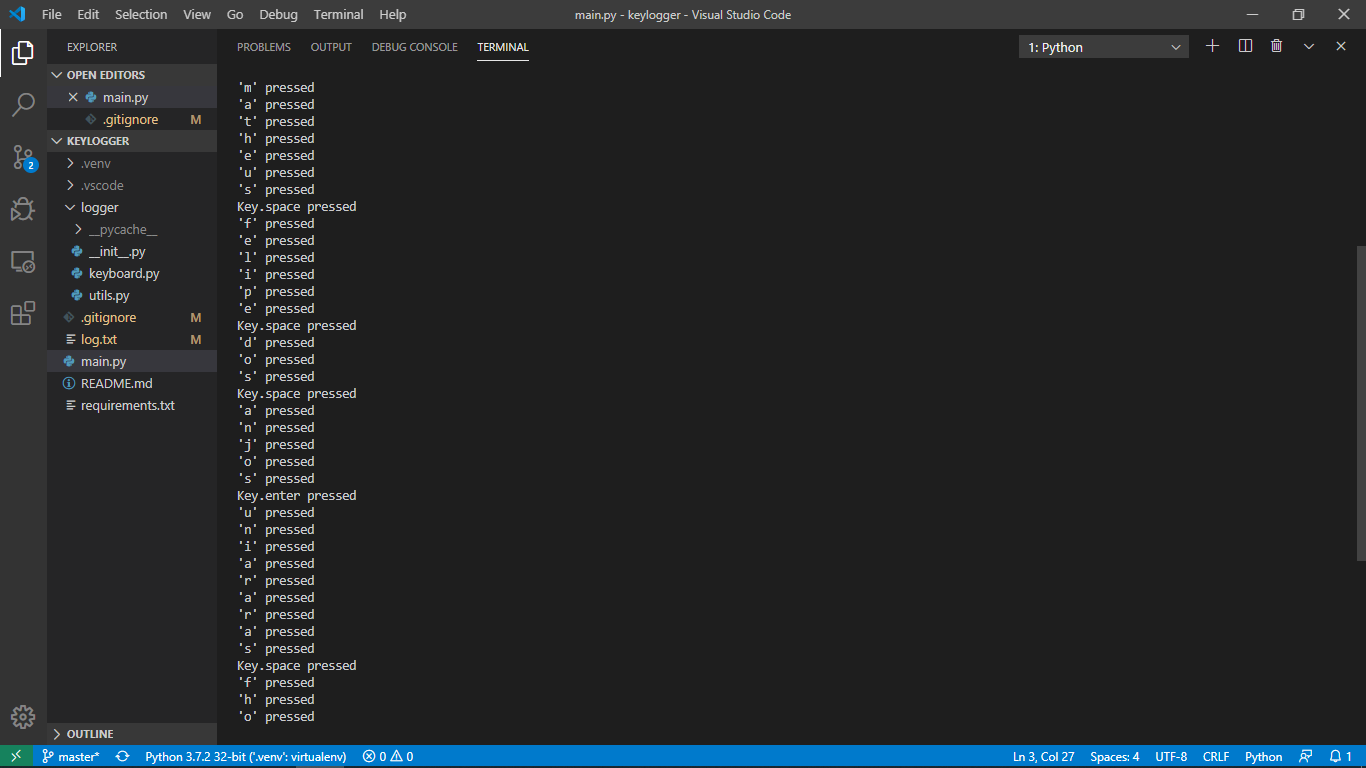 File Edit Selection View Go Debug Terminal Help main.py - keylogger - Visual Studio Code
EXPLORER
OPEN EDITORS
main.py
.gitignore M
KEYLOGGER
.venv
.vscode
logger
__pycache__
__init__.py
keyboard.py
utils.py
.gitignore M
log.txt M
main.py
README.md
requirements.txt
OUTLINE
2
PROBLEMS OUTPUT DEBUG CONSOLE TERMINAL 1: Python
'm' pressed
'a' pressed
't' pressed
'h' pressed
'e' pressed
'u' pressed
's' pressed
Key.space pressed
'f' pressed
'e' pressed
'l' pressed
'i' pressed
'p' pressed
'e' pressed
Key.space pressed
'd' pressed
'o' pressed
's' pressed
Key.space pressed
'a' pressed
'n' pressed
'j' pressed
'o' pressed
's' pressed
Key.enter pressed
'u' pressed
'n' pressed
'i' pressed
'a' pressed
'r' pressed
'a' pressed
'r' pressed
'a' pressed
's' pressed
Key.space pressed
'f' pressed
'h' pressed
'o' pressed
master* Python 3.7.2 32-bit ('.venv': virtualenv) 0 0 Ln 3, Col 27 Spaces: 4 UTF-8 CRLF Python 1